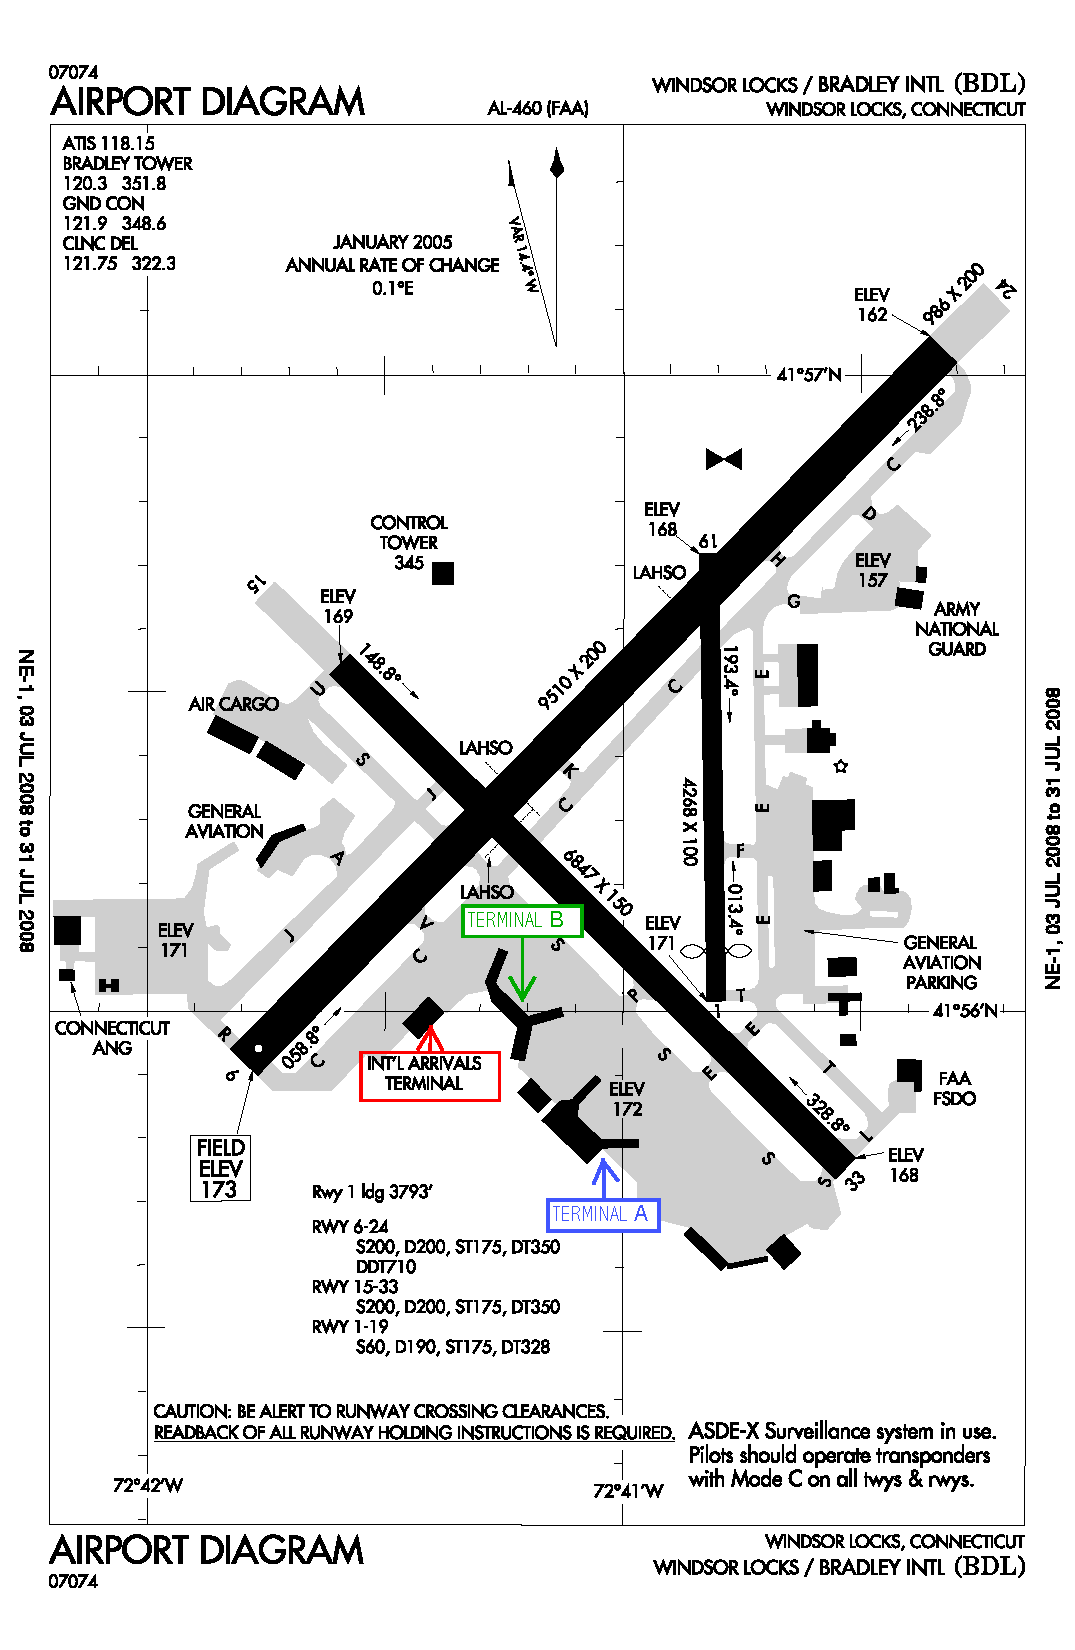 07074
AIRPORT DIAGRAM
AL-460 (FAA)
WINDSOR LOCKS / BRADLEY INTL (BDL)
WINDSOR LOCKS, CONNECTICUT
ATIS 118.15
BRADLEY TOWER
120.3 351.8
GND CON
121.9 348.6
CLNC DEL
121.75 322.3
JANUARY 2005
ANNUAL RATE OF CHANGE
0.1°E
VAR 14.4° W
ELEV
162
986 X 200
24
41°57'N
238.8°
C
D
ELEV
168
19
LAHSO
H
G
ELEV
157
ARMY
NATIONAL
GUARD
CONTROL
TOWER
345
15
ELEV
169
148.8°
U
9510 X 200
C
193.4°
E
AIR CARGO
S
LAHSO
J
K
C
4268 X 100
E
GENERAL
AVIATION
A
F
6847 X 150
LAHSO
TERMINAL B
013.4°
E
ELEV
171
J
V
C
S
ELEV
171
GENERAL
AVIATION
PARKING
P
T
41°56'N
CONNECTICUT
ANG
H
R
6
058.8°
C
INT'L ARRIVALS
TERMINAL
1
E
S
E
T
ELEV
172
328.8°
FAA
FSDO
L
FIELD
ELEV
173
S
S
33
ELEV
168
TERMINAL A
Rwy 1 ldg 3793'
RWY 6-24
S200, D200, ST175, DT350
DDT710
RWY 15-33
S200, D200, ST175, DT350
RWY 1-19
S60, D190, ST175, DT328
CAUTION: BE ALERT TO RUNWAY CROSSING CLEARANCES.
READBACK OF ALL RUNWAY HOLDING INSTRUCTIONS IS REQUIRED.
ASDE-X Surveillance system in use.
Pilots should operate transponders
with Mode C on all twys & rwys.
72°42'W
72°41'W
NE-1, 03 JUL 2008 to 31 JUL 2008
NE-1, 03 JUL 2008 to 31 JUL 2008
AIRPORT DIAGRAM
07074
WINDSOR LOCKS, CONNECTICUT
WINDSOR LOCKS / BRADLEY INTL (BDL)